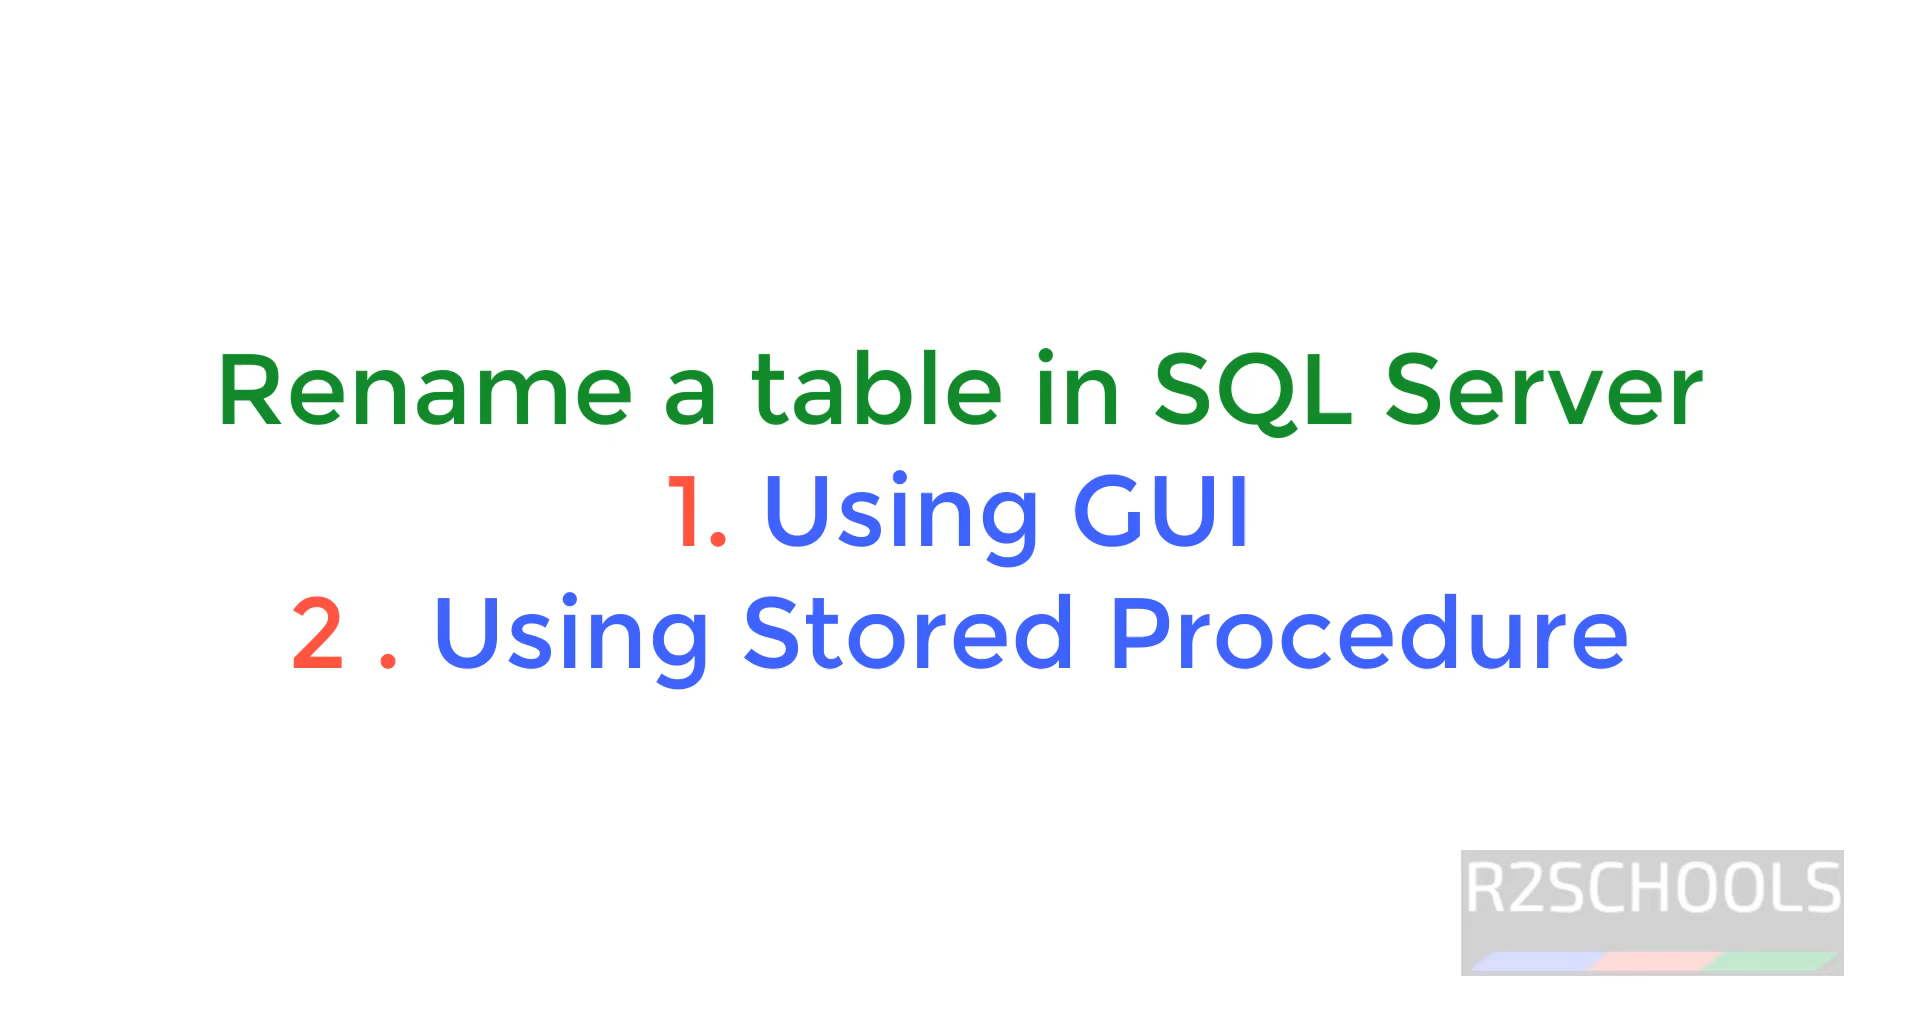 Rename a table in SQL Server
1. Using GUI
2 . Using Stored Procedure
R2SCHOOLS